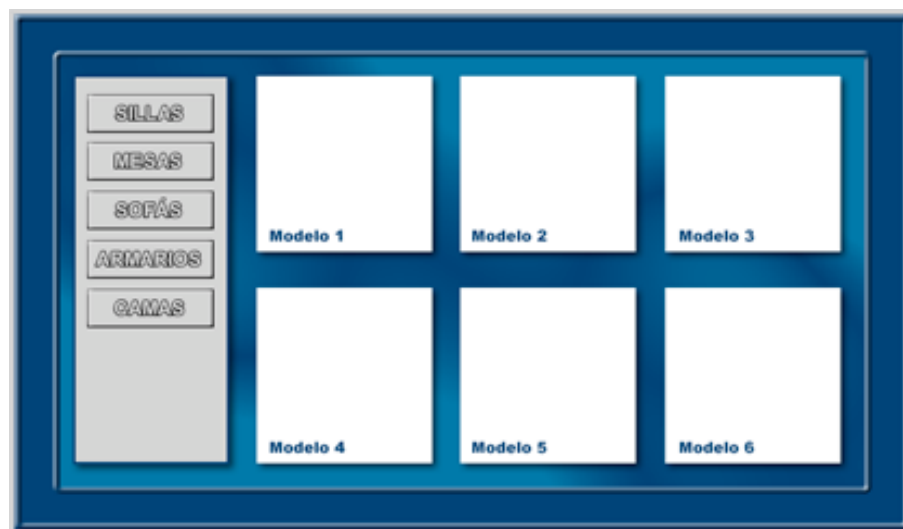 SILLAS
MESAS
SOFÁS
ARMARIOS
CAMAS
Modelo 1
Modelo 2
Modelo 3
Modelo 4
Modelo 5
Modelo 6